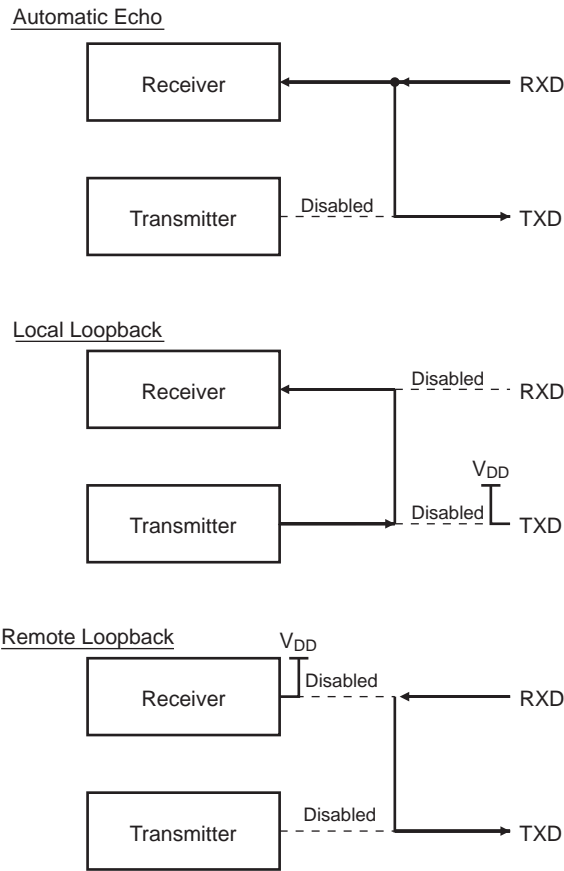 Automatic Echo
Receiver
RXD
Transmitter
Disabled
TXD
Local Loopback
Receiver
Disabled
RXD
VDD
Transmitter
Disabled
TXD
Remote Loopback
VDD
Receiver
Disabled
RXD
Transmitter
Disabled
TXD